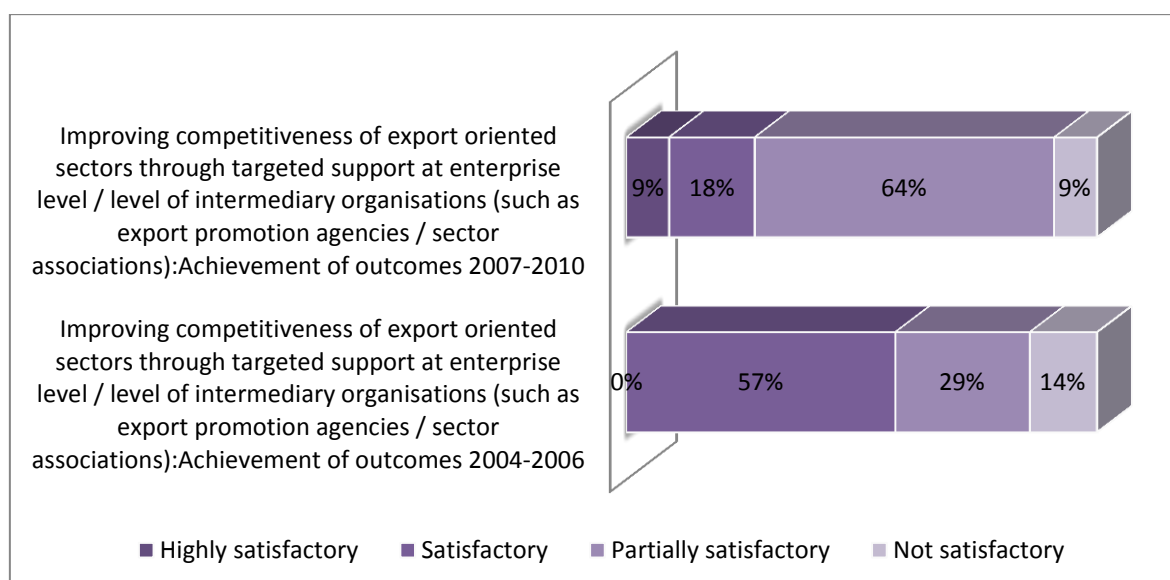 Improving competitiveness of export oriented
sectors through targeted support at enterprise
level / level of intermediary organisations (such as
export promotion agencies / sector
associations):Achievement of outcomes 2007-2010
9% 18% 64% 9%
Improving competitiveness of export oriented
sectors through targeted support at enterprise
level / level of intermediary organisations (such as
export promotion agencies / sector
associations):Achievement of outcomes 2004-2006
0% 57% 29% 14%
Highly satisfactory Satisfactory Partially satisfactory Not satisfactory